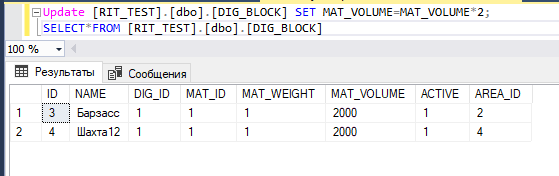 Update [RIT_TEST].[dbo].[DIG_BLOCK] SET MAT_VOLUME=MAT_VOLUME*2;
SELECT*FROM [RIT_TEST].[dbo].[DIG_BLOCK]
100 %
Результаты Сообщения
ID NAME DIG_ID MAT_ID MAT_WEIGHT MAT_VOLUME ACTIVE AREA_ID
1 3 Барзасс 1 1 1 2000 1 2
2 4 Шахта12 1 1 1 2000 1 4